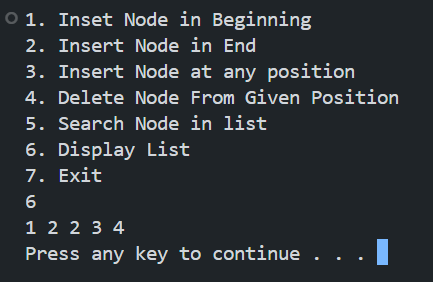 1. Inset Node in Beginning
2. Insert Node in End
3. Insert Node at any position
4. Delete Node From Given Position
5. Search Node in list
6. Display List
7. Exit
6
1 2 2 3 4
Press any key to continue . . .